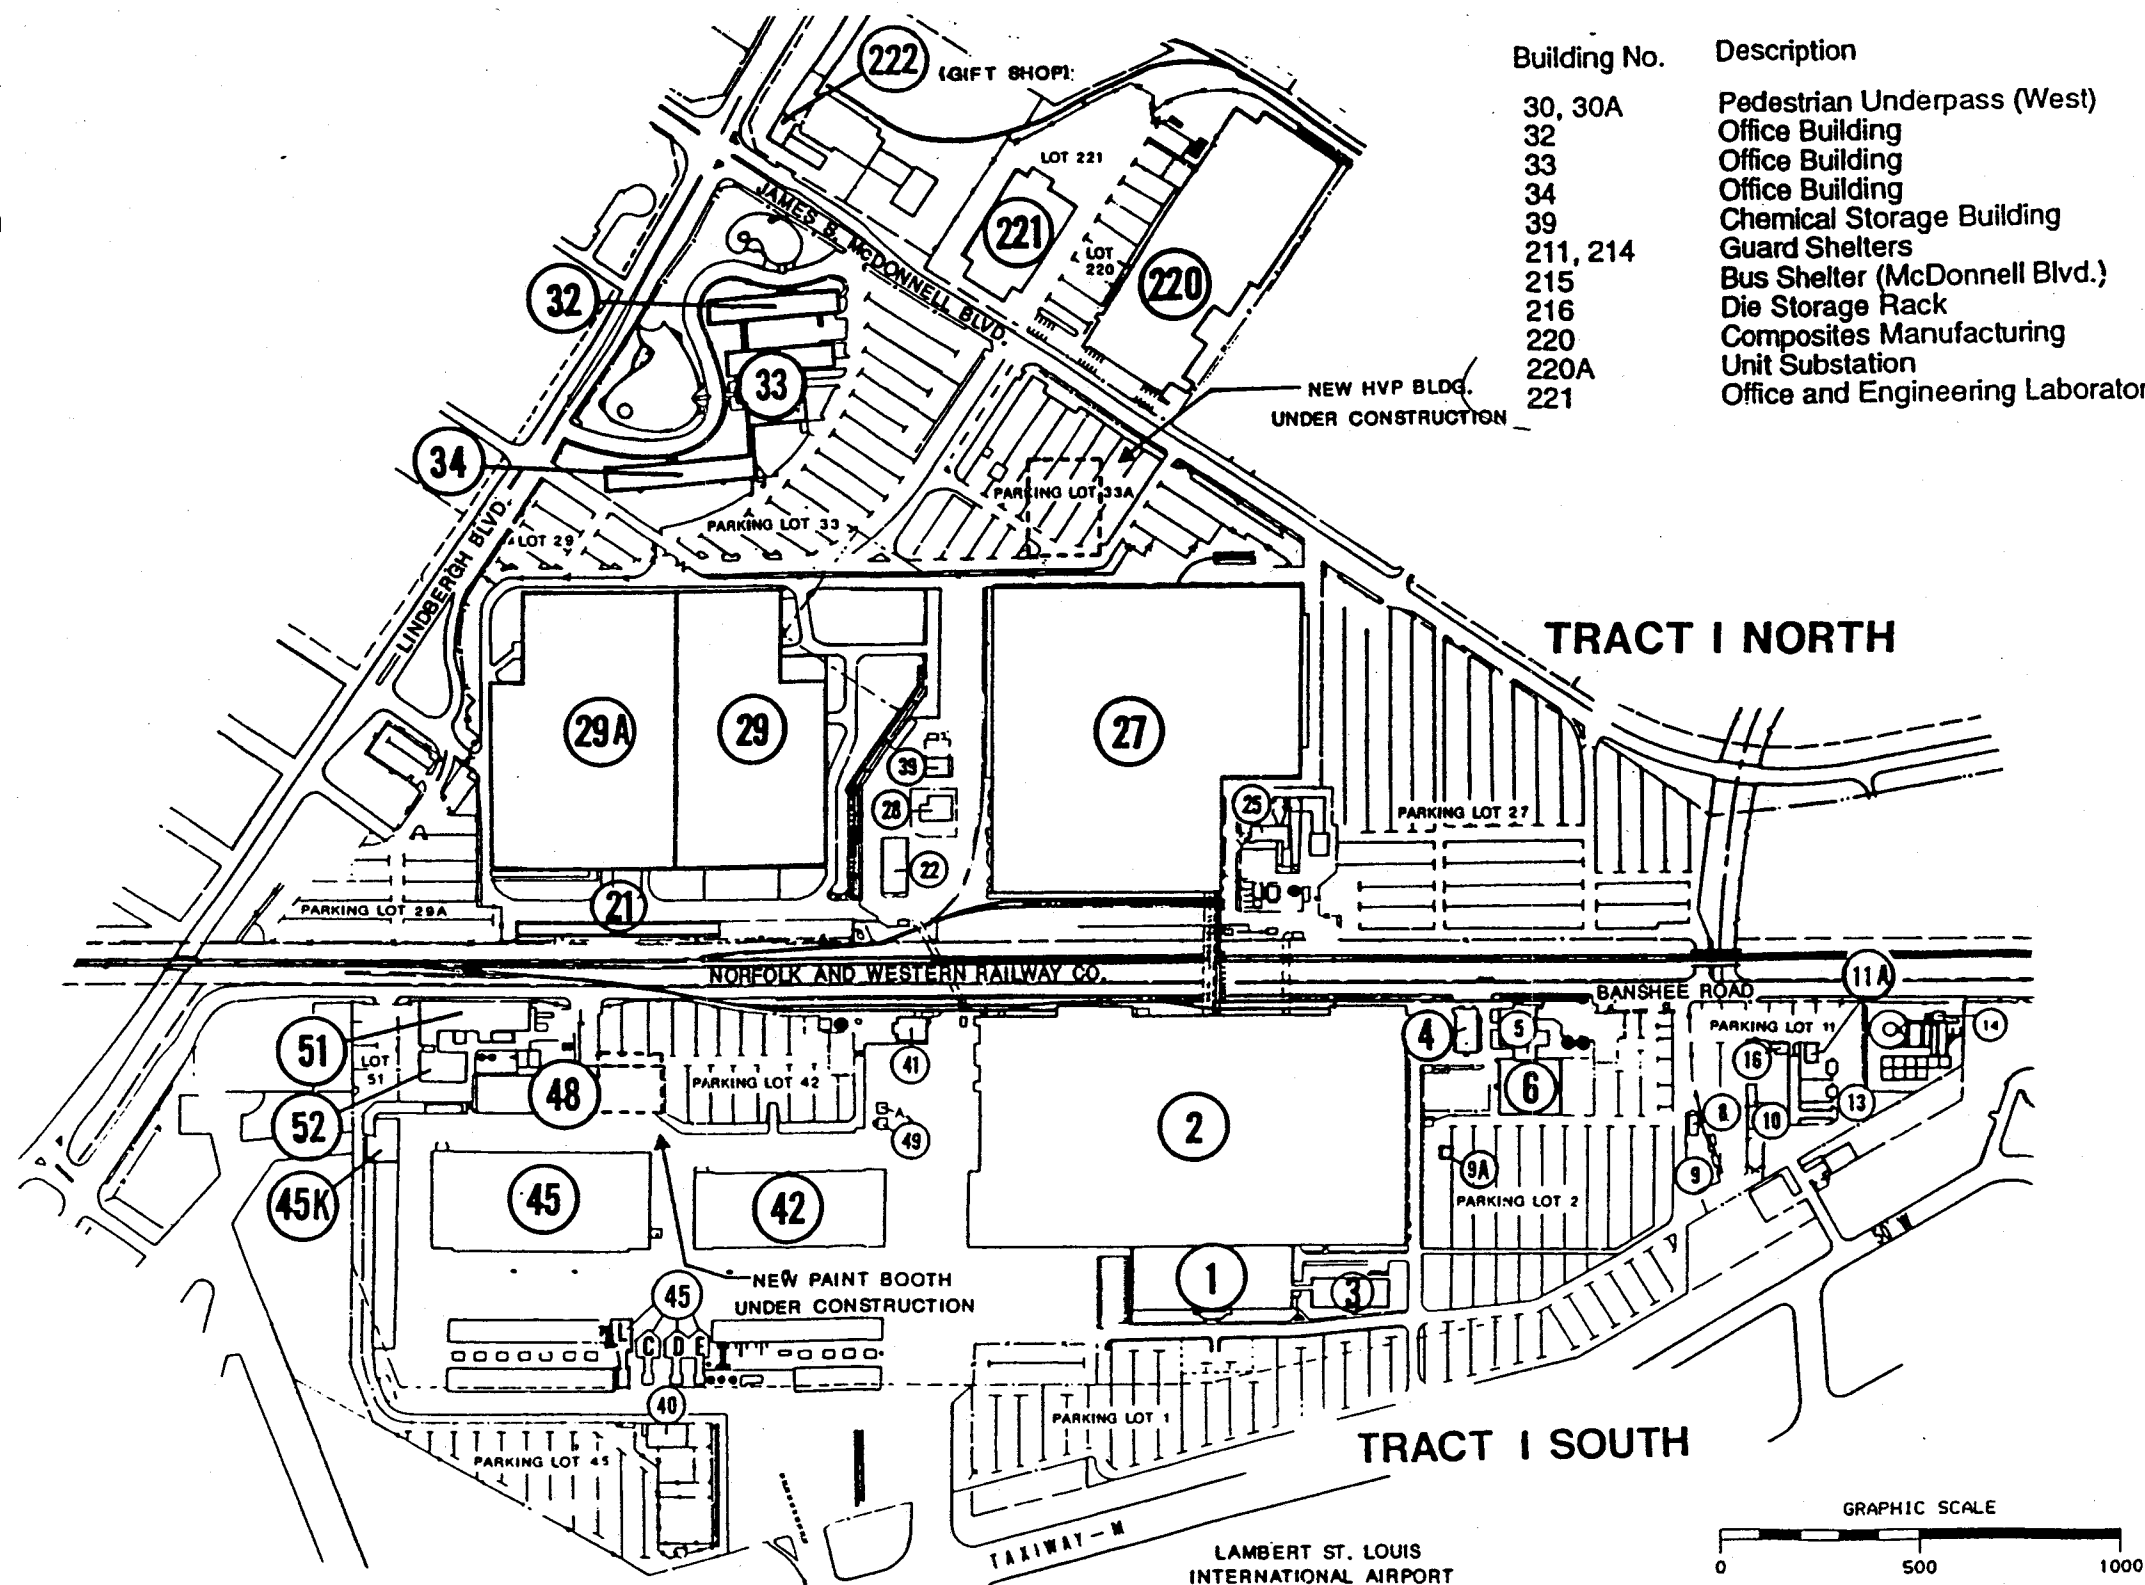 Building No. Description
30, 30A Pedestrian Underpass (West)
32 Office Building
33 Office Building
34 Office Building
39 Chemical Storage Building
211, 214 Guard Shelters
215 Bus Shelter (McDonnell Blvd.)
216 Die Storage Rack
220 Composites Manufacturing
220A Unit Substation
221 Office and Engineering Laborator
222 (GIFT SHOP)
LOT 221
221
LOT
220
220
JAMES S. McDONNELL BLVD.
32
33
34
NEW HVP BLDG.
UNDER CONSTRUCTION
PARKING LOT 33A
PARKING LOT 33
LOT 29
LINDBERGH BLVD.
TRACT I NORTH
29A
29
27
39
28
22
25
PARKING LOT 27
21
PARKING LOT 29A
NORFOLK AND WESTERN RAILWAY CO.
BANSHEE ROAD
11A
51
LOT
51
52
48
PARKING LOT 42
41
A
49
4
5
6
PARKING LOT 11
14
16
8
10
13
9
9A
PARKING LOT 2
2
45K
45
42
NEW PAINT BOOTH
UNDER CONSTRUCTION
1
3
45
L
C
D
E
40
PARKING LOT 45
PARKING LOT 1
TRACT I SOUTH
TAXIWAY - M
LAMBERT ST. LOUIS
INTERNATIONAL AIRPORT
GRAPHIC SCALE
0 500 1000